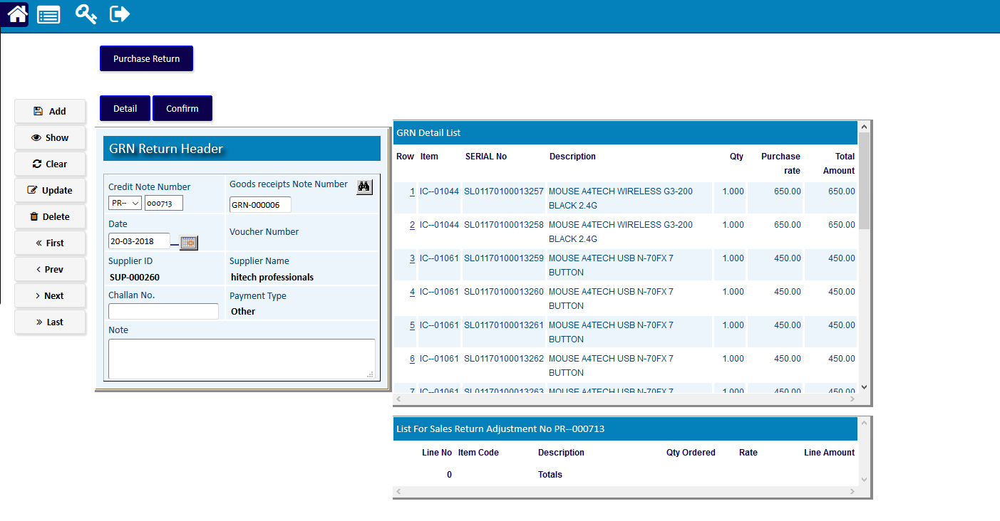 Purchase Return
Detail Confirm
Add
Show
Clear
Update
Delete
First
Prev
Next
Last
GRN Return Header
Credit Note Number
PR-- 000713
Goods receipts Note Number
GRN-000006
Date
20-03-2018
Voucher Number
Supplier ID
SUP-000260
Supplier Name
hitech professionals
Challan No.
Payment Type
Other
Note
GRN Detail List
Row Item SERIAL No Description Qty Purchase rate Total Amount
1 IC--01044 SL01170100013257 MOUSE A4TECH WIRELESS G3-200 1.000 650.00 650.00
BLACK 2.4G
2 IC--01044 SL01170100013258 MOUSE A4TECH WIRELESS G3-200 1.000 650.00 650.00
BLACK 2.4G
3 IC--01061 SL01170100013259 MOUSE A4TECH USB N-70FX 7 1.000 450.00 450.00
BUTTON
4 IC--01061 SL01170100013260 MOUSE A4TECH USB N-70FX 7 1.000 450.00 450.00
BUTTON
5 IC--01061 SL01170100013261 MOUSE A4TECH USB N-70FX 7 1.000 450.00 450.00
BUTTON
6 IC--01061 SL01170100013262 MOUSE A4TECH USB N-70FX 7 1.000 450.00 450.00
BUTTON
7 IC--01061 SL01170100013263 MOUSE A4TECH USB N-70FX 7 1.000 450.00 450.00
List For Sales Return Adjustment No PR--000713
Line No Item Code Description Qty Ordered Rate Line Amount
0 Totals